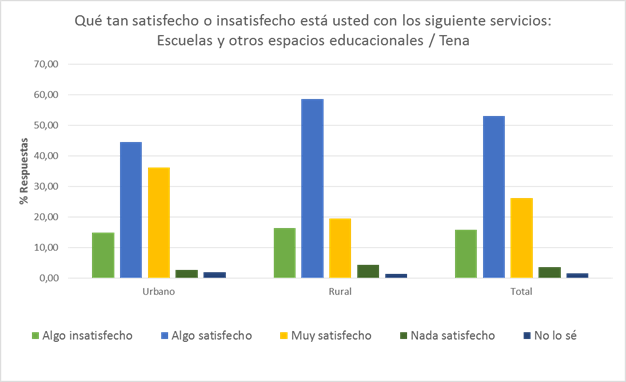 Qué tan satisfecho o insatisfecho está usted con los siguiente servicios:
Escuelas y otros espacios educacionales / Tena
70,00
60,00
50,00
40,00
30,00
20,00
10,00
0,00
% Respuestas
Urbano Rural Total
Algo insatisfecho Algo satisfecho Muy satisfecho Nada satisfecho No lo sé